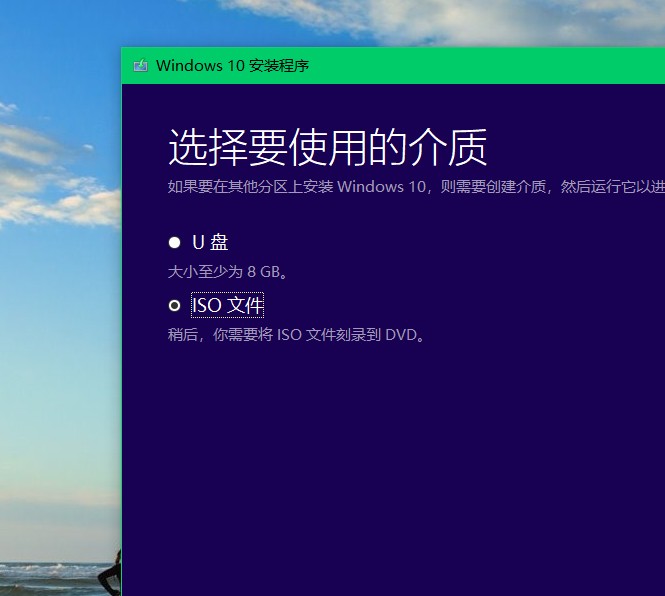 Windows 10 安装程序
选择要使用的介质
如果要在其他分区上安装 Windows 10，则需要创建介质，然后运行它以进
U 盘
大小至少为 8 GB。
ISO 文件
稍后，你需要将 ISO 文件刻录到 DVD。